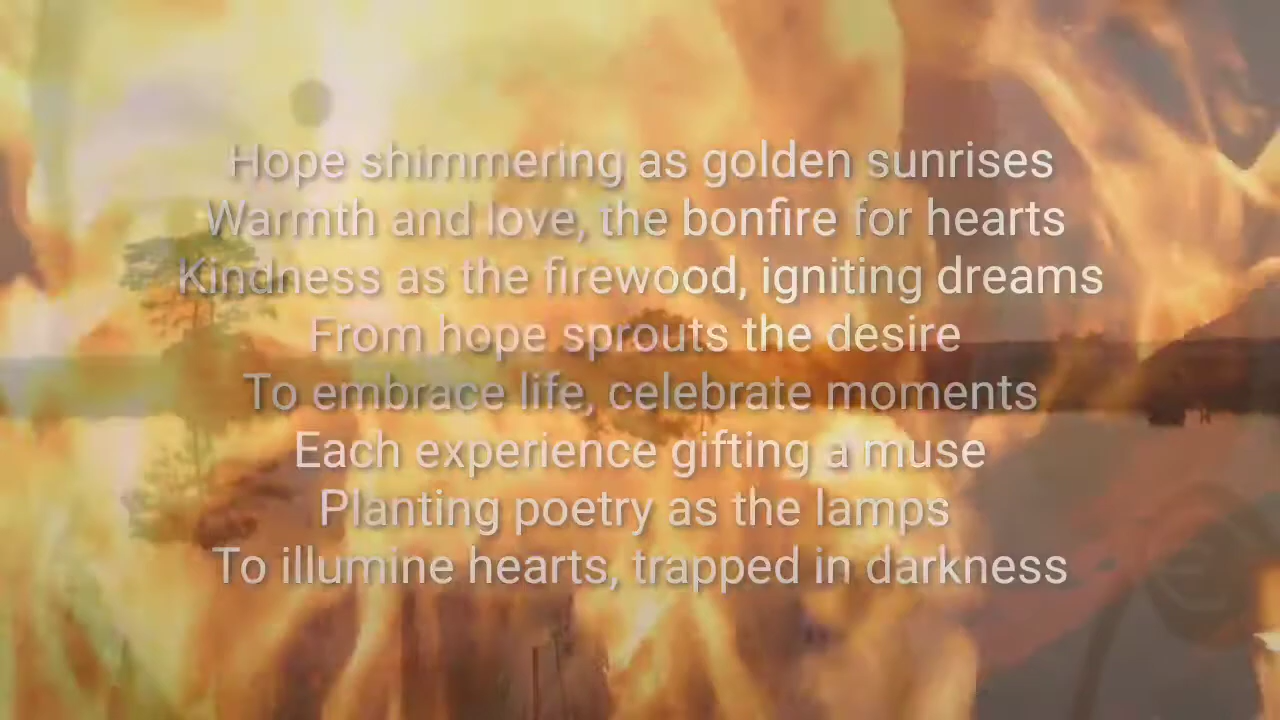 Hope shimmering as golden sunrises
Warmth and love, the bonfire for hearts
Kindness as the firewood, igniting dreams
From hope sprouts the desire
To embrace life, celebrate moments
Each experience gifting a muse
Planting poetry as the lamps
To illumine hearts, trapped in darkness